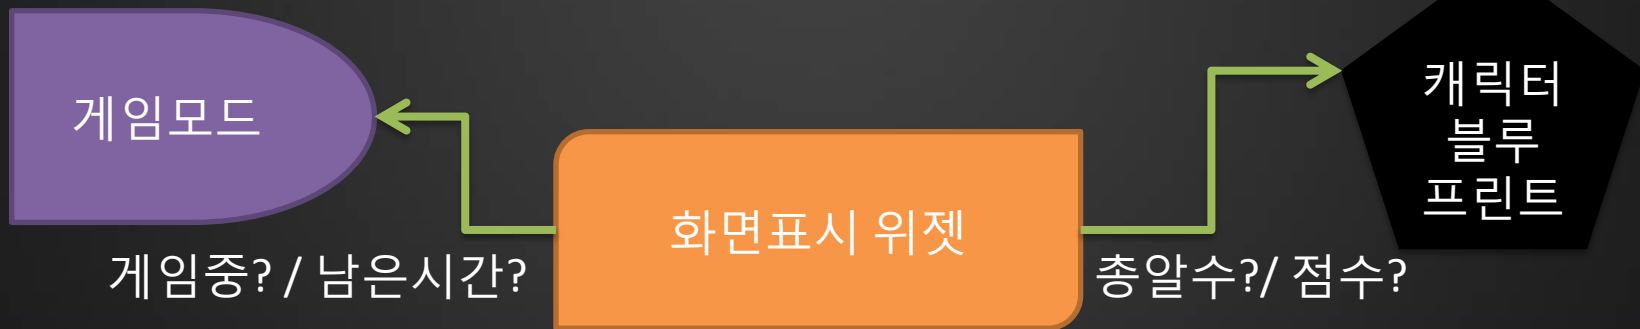 게임모드
캐릭터
블루
프린트
화면표시 위젯
게임중? / 남은시간?
총알수?/ 점수?